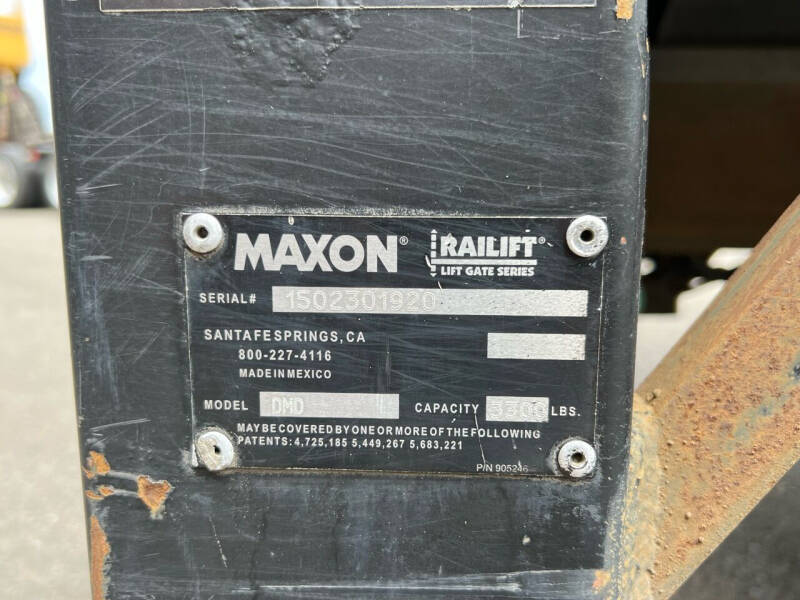 MAXON® RAILIFT®
LIFT GATE SERIES
SERIAL# 1502301920
SANTA FE SPRINGS, CA
800-227-4116
MADE IN MEXICO
MODEL DMD CAPACITY 3300 LBS.
MAY BE COVERED BY ONE OR MORE OF THE FOLLOWING
PATENTS: 4,725,185 5,449,267 5,683,221
P/N 905246